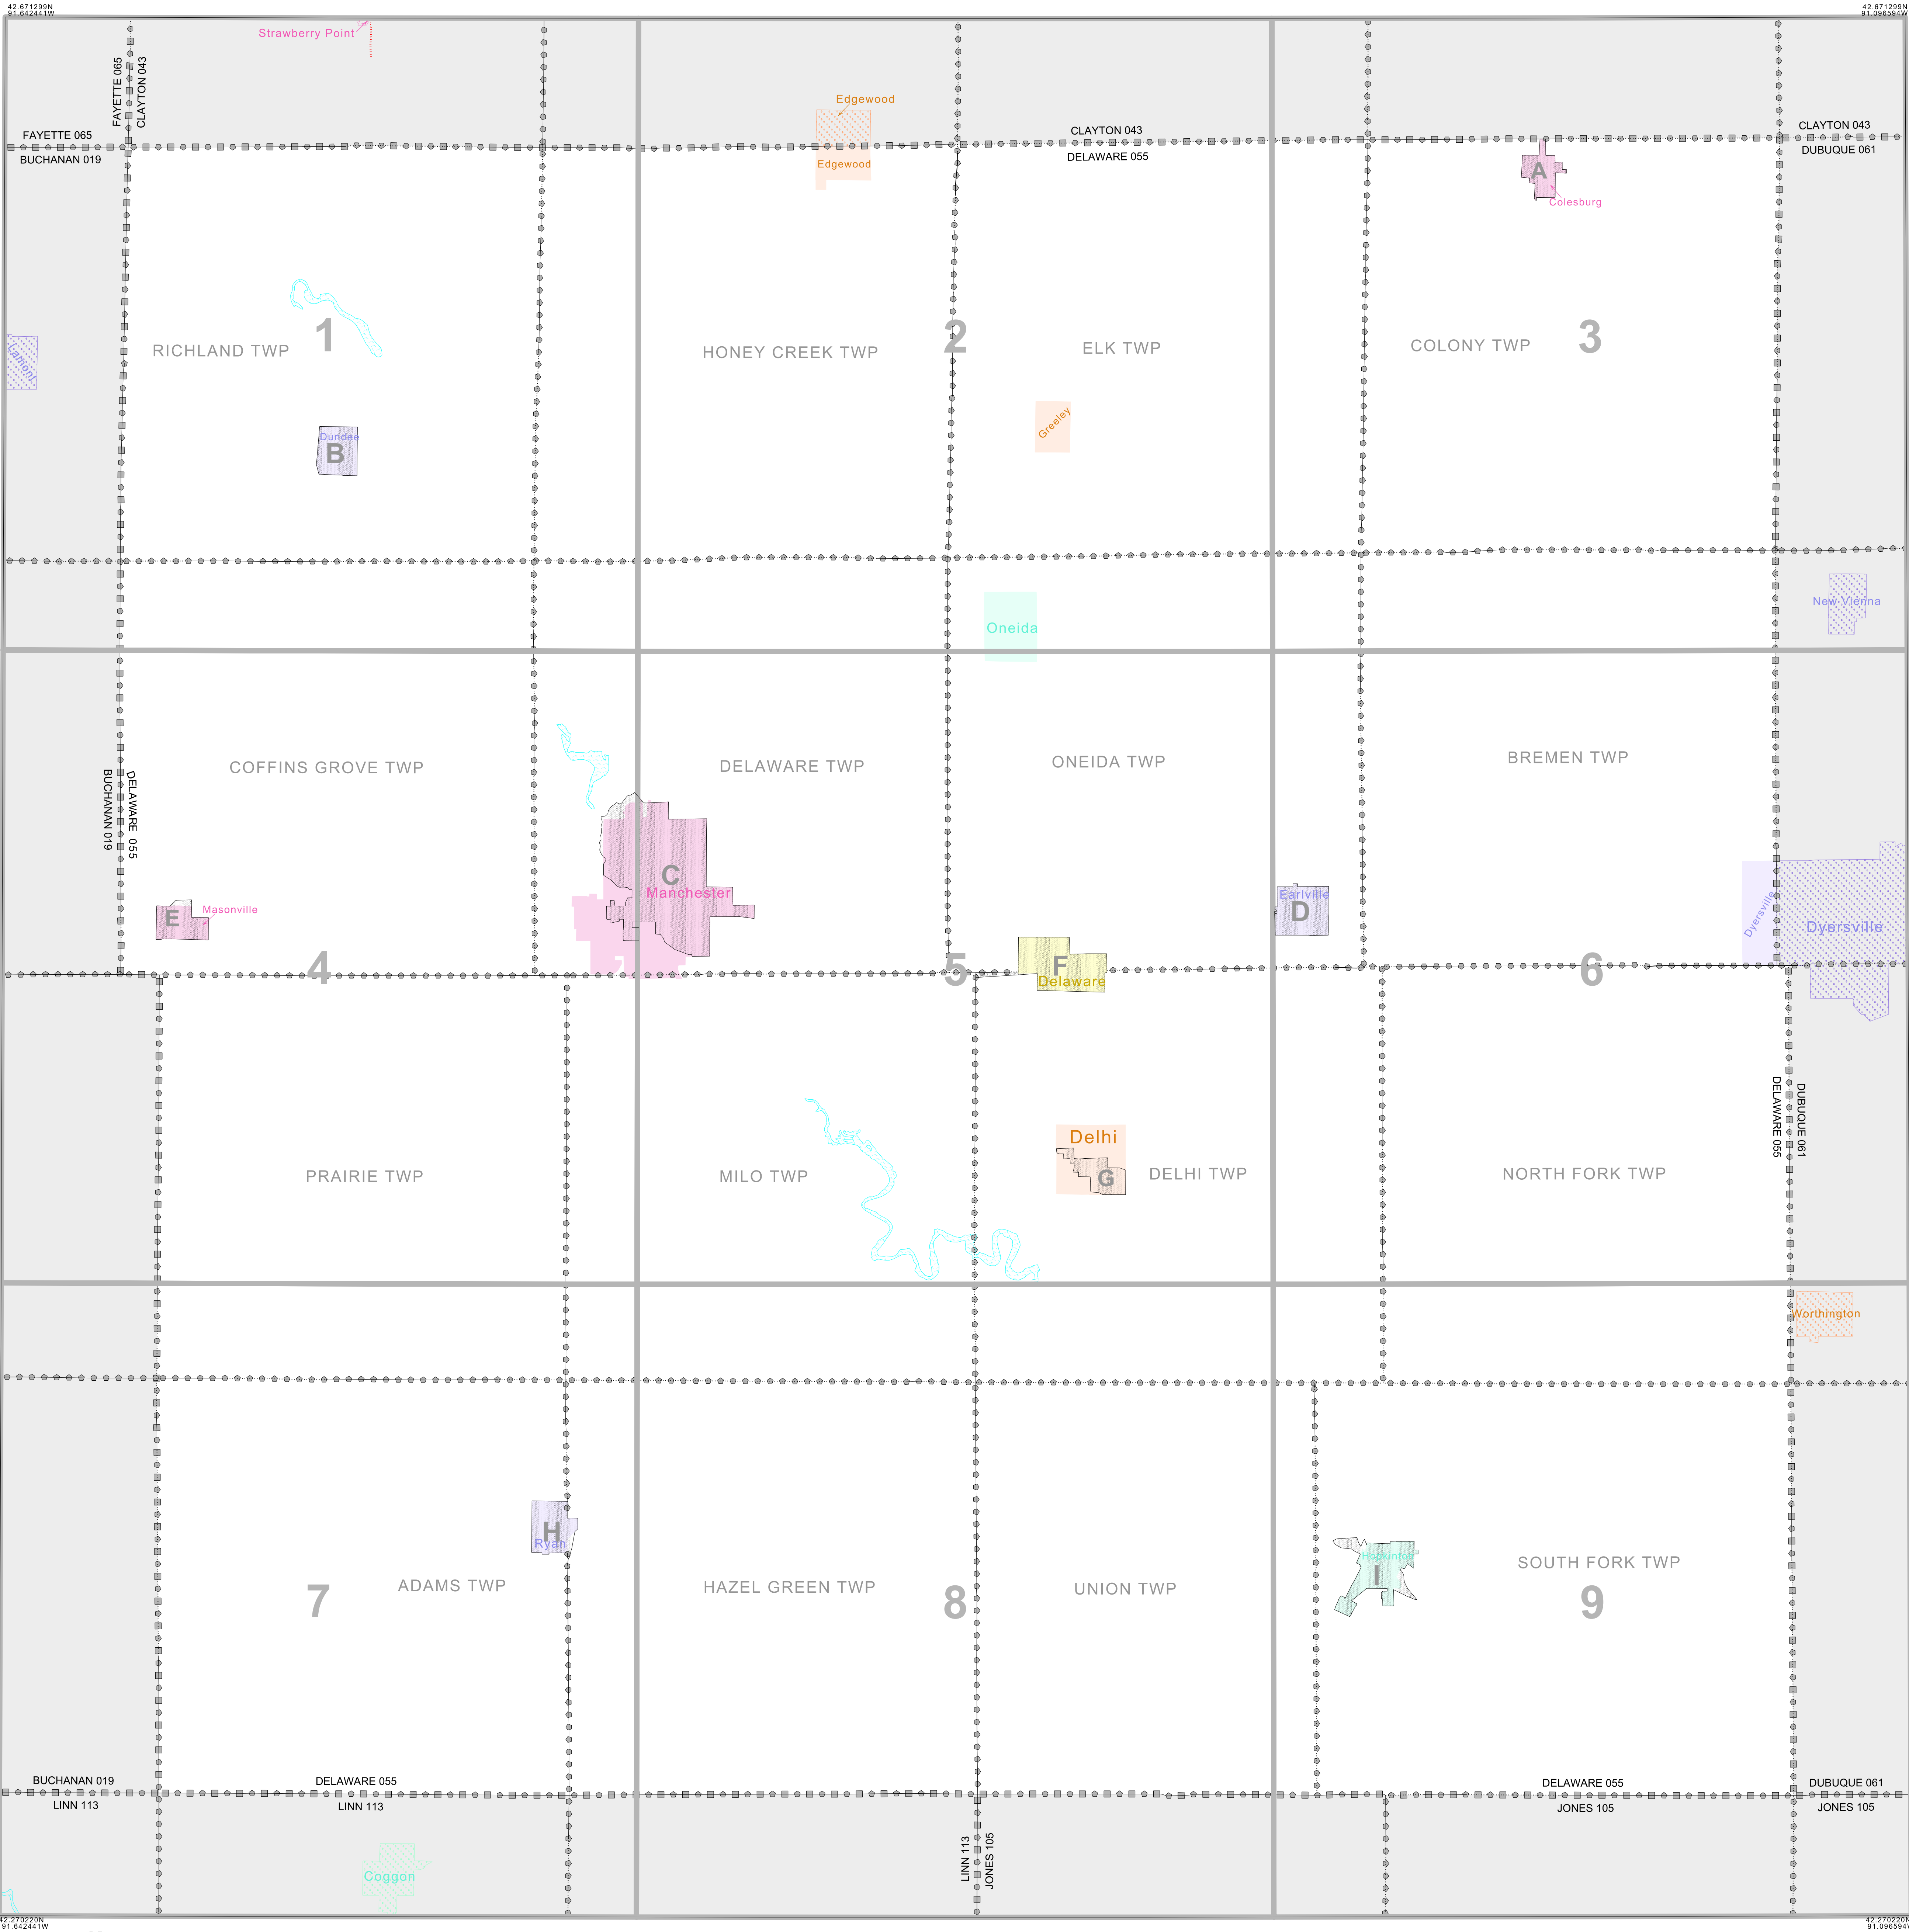 42.671299N
91.642441W
42.671299N
91.096594W
Strawberry Point
FAYETTE 065
CLAYTON 043
Edgewood
FAYETTE 065
BUCHANAN 019
CLAYTON 043
DELAWARE 055
CLAYTON 043
DUBUQUE 061
Edgewood
A
Colesburg
1
2
3
RICHLAND TWP
HONEY CREEK TWP
ELK TWP
COLONY TWP
Lamont
Greeley
Dundee
B
New Vienna
Oneida
COFFINS GROVE TWP
DELAWARE TWP
ONEIDA TWP
BREMEN TWP
BUCHANAN 019
DELAWARE 055
C
Manchester
Earlville
D
E
Masonville
Dyersville
Dyersville
4
5
6
F
Delaware
DELAWARE 055
DUBUQUE 061
Delhi
G
PRAIRIE TWP
MILO TWP
DELHI TWP
NORTH FORK TWP
Worthington
H
Ryan
Hopkinton
I
SOUTH FORK TWP
ADAMS TWP
HAZEL GREEN TWP
UNION TWP
7
8
9
BUCHANAN 019
LINN 113
DELAWARE 055
LINN 113
DELAWARE 055
JONES 105
DUBUQUE 061
JONES 105
LINN 113
JONES 105
Coggon
42.270220N
91.642441W
42.270220N
91.096594W